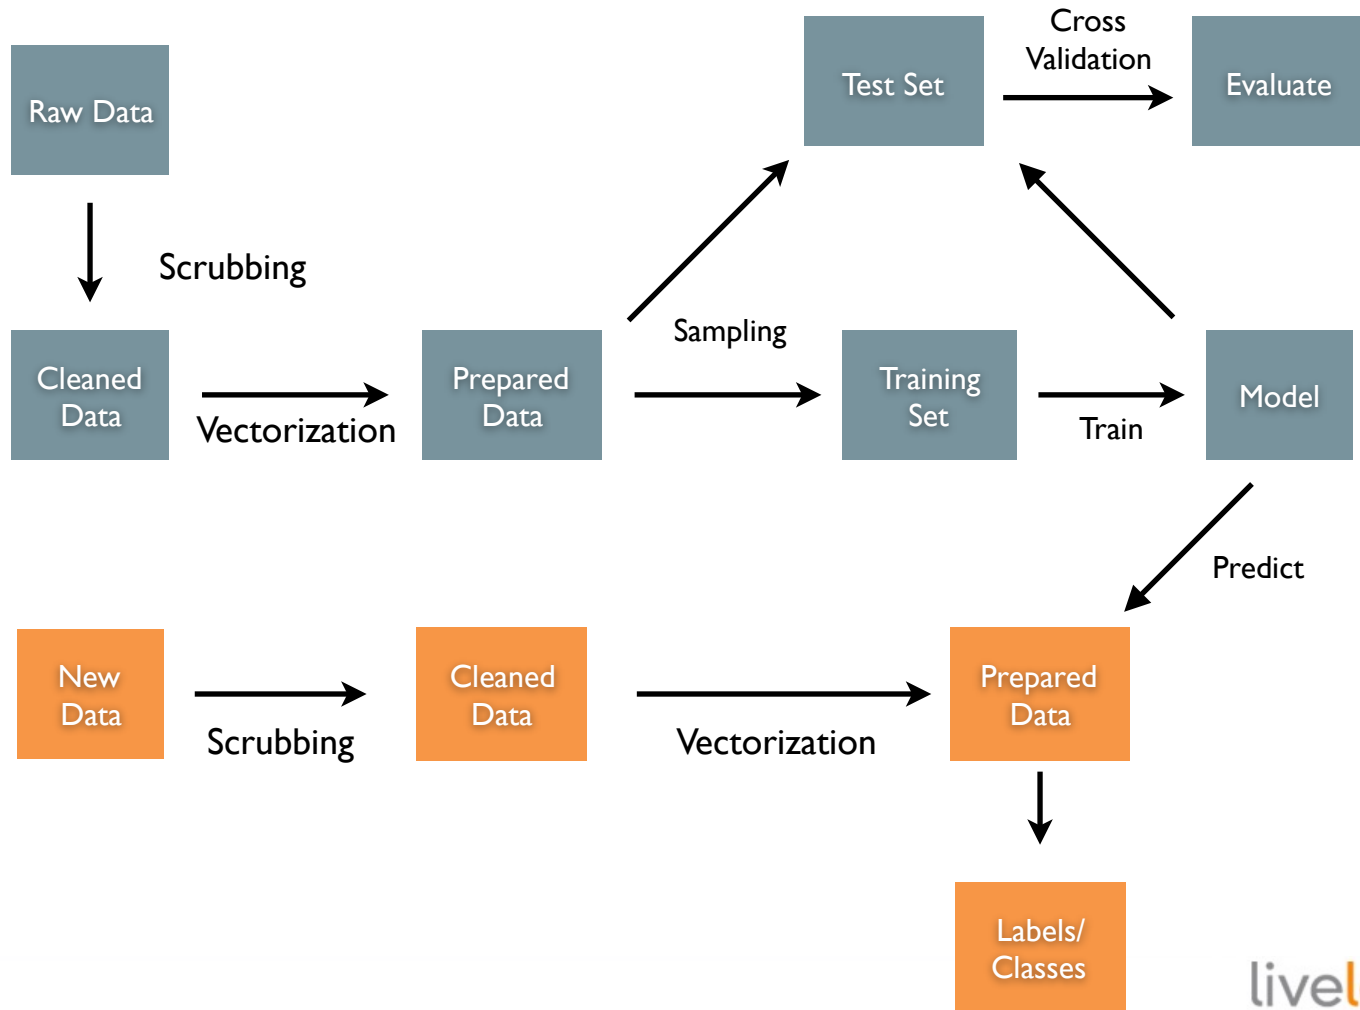 Raw Data
Scrubbing
Cleaned
Data
Vectorization
Prepared
Data
Sampling
Test Set
Cross
Validation
Evaluate
Training
Set
Train
Model
Predict
New
Data
Scrubbing
Cleaned
Data
Vectorization
Prepared
Data
Labels/
Classes